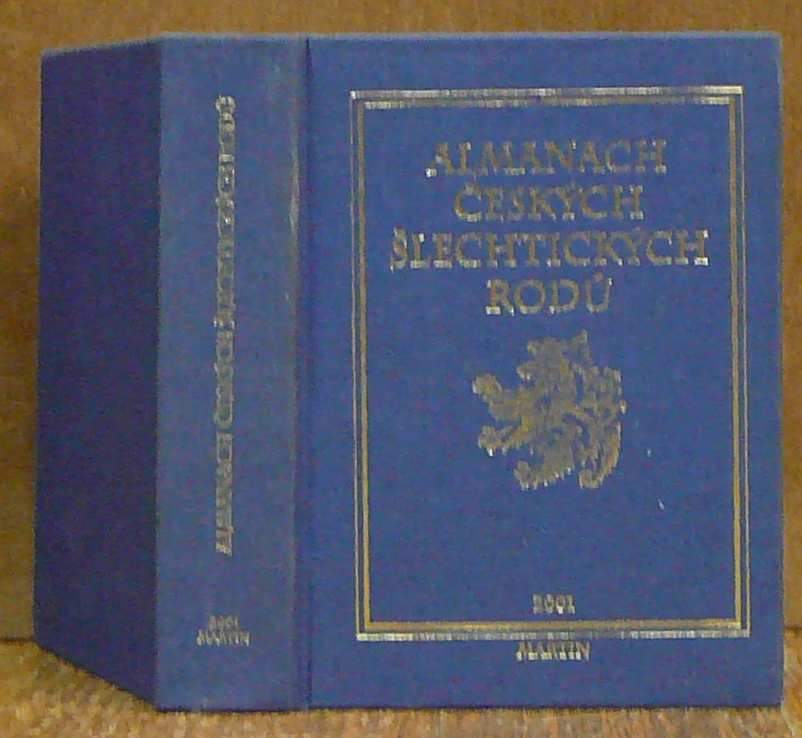 ALMANACH ČESKÝCH ŠLECHTICKÝCH RODŮ
2001
MARTIN
ALMANACH
ČESKÝCH
ŠLECHTICKÝCH
RODŮ
2001
MARTIN